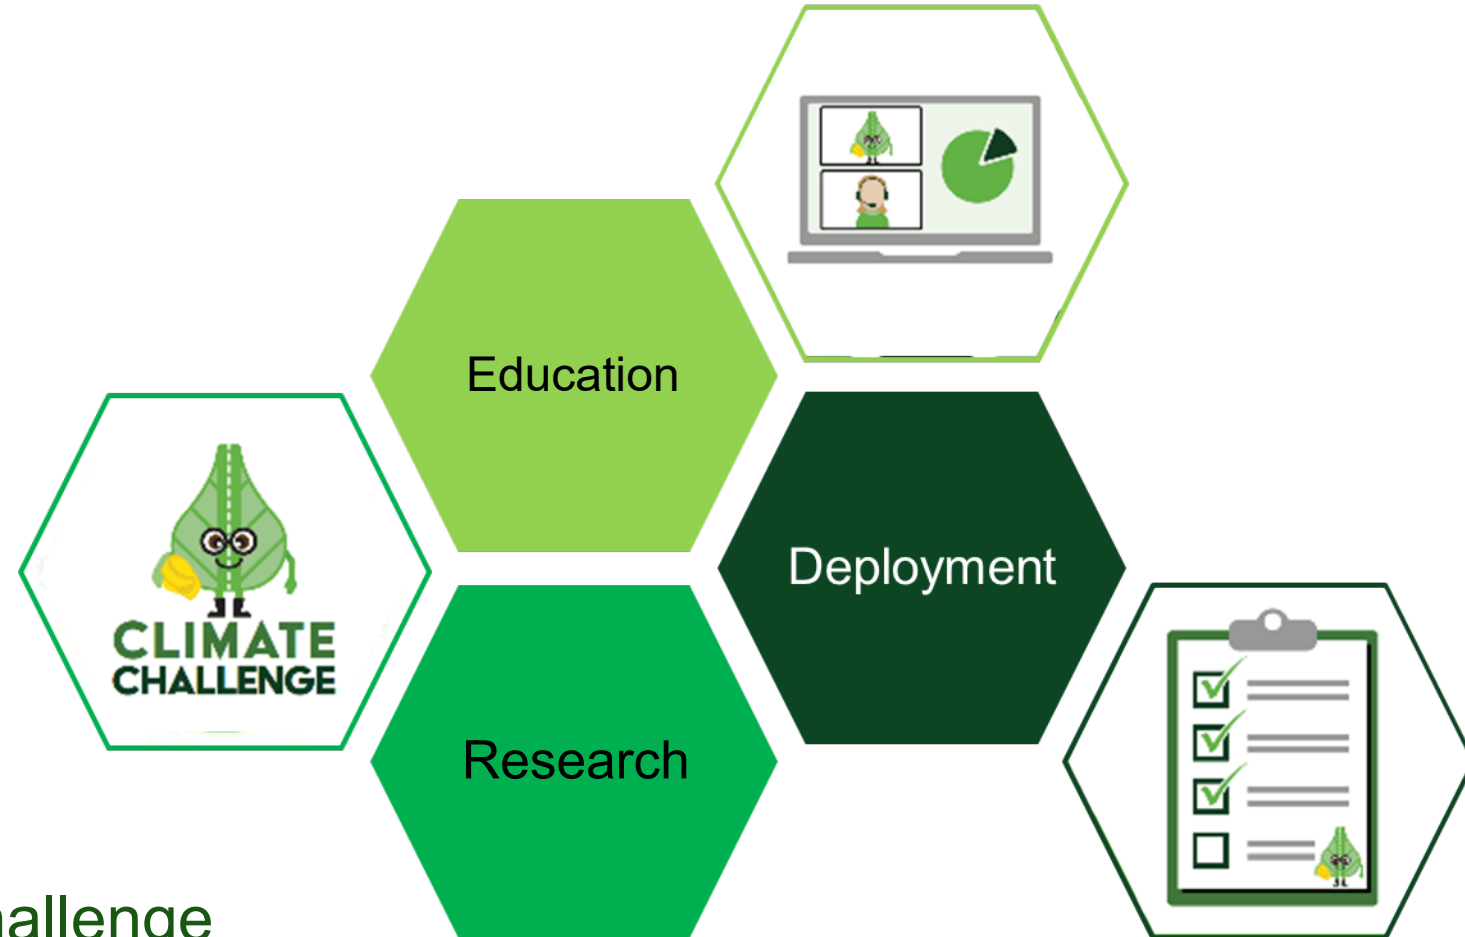 Education
Deployment
CLIMATE
CHALLENGE
Research